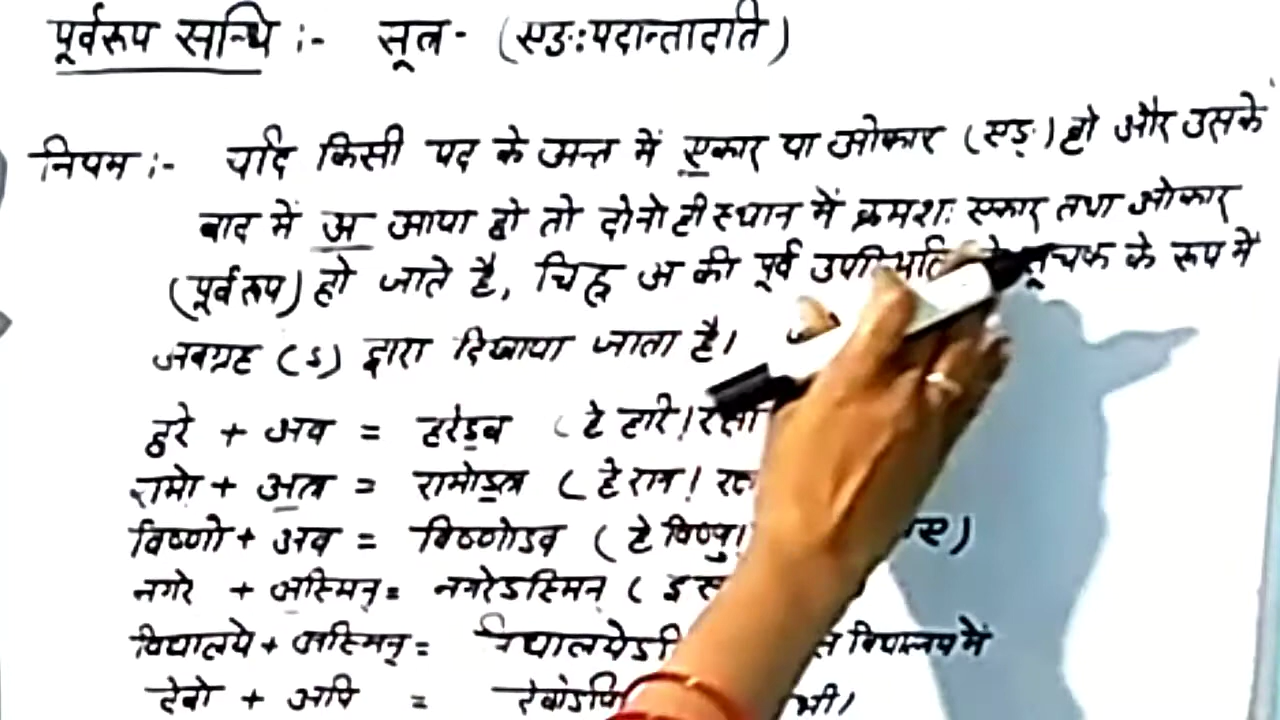 पूर्वरूप सन्धि :- सूत्र - (एङः पदान्तादति)
नियम :- यदि किसी पद के अन्त में एकार या ओकार (एङ्) हो और उसके
बाद में अ आया हो तो दोनो ही स्थान में क्रमशः एकार तथा ओकार
(पूर्वरूप) हो जाते है, चिह्न अ की पूर्व के रूप में
अवग्रह (ऽ) द्वारा दिखाया जाता है।
हरे + अव = हरेऽव (हे हरि!
रामो + अत्र = रामोऽत्र (हे राम!
विष्णो + अव = विष्णोऽव (हे विष्णु!
नगरे + अस्मिन् = नगरेऽस्मिन् (
विद्यालये + अस्मिन् = विद्यालय में
देवो + अपि = देवोऽपि भी।